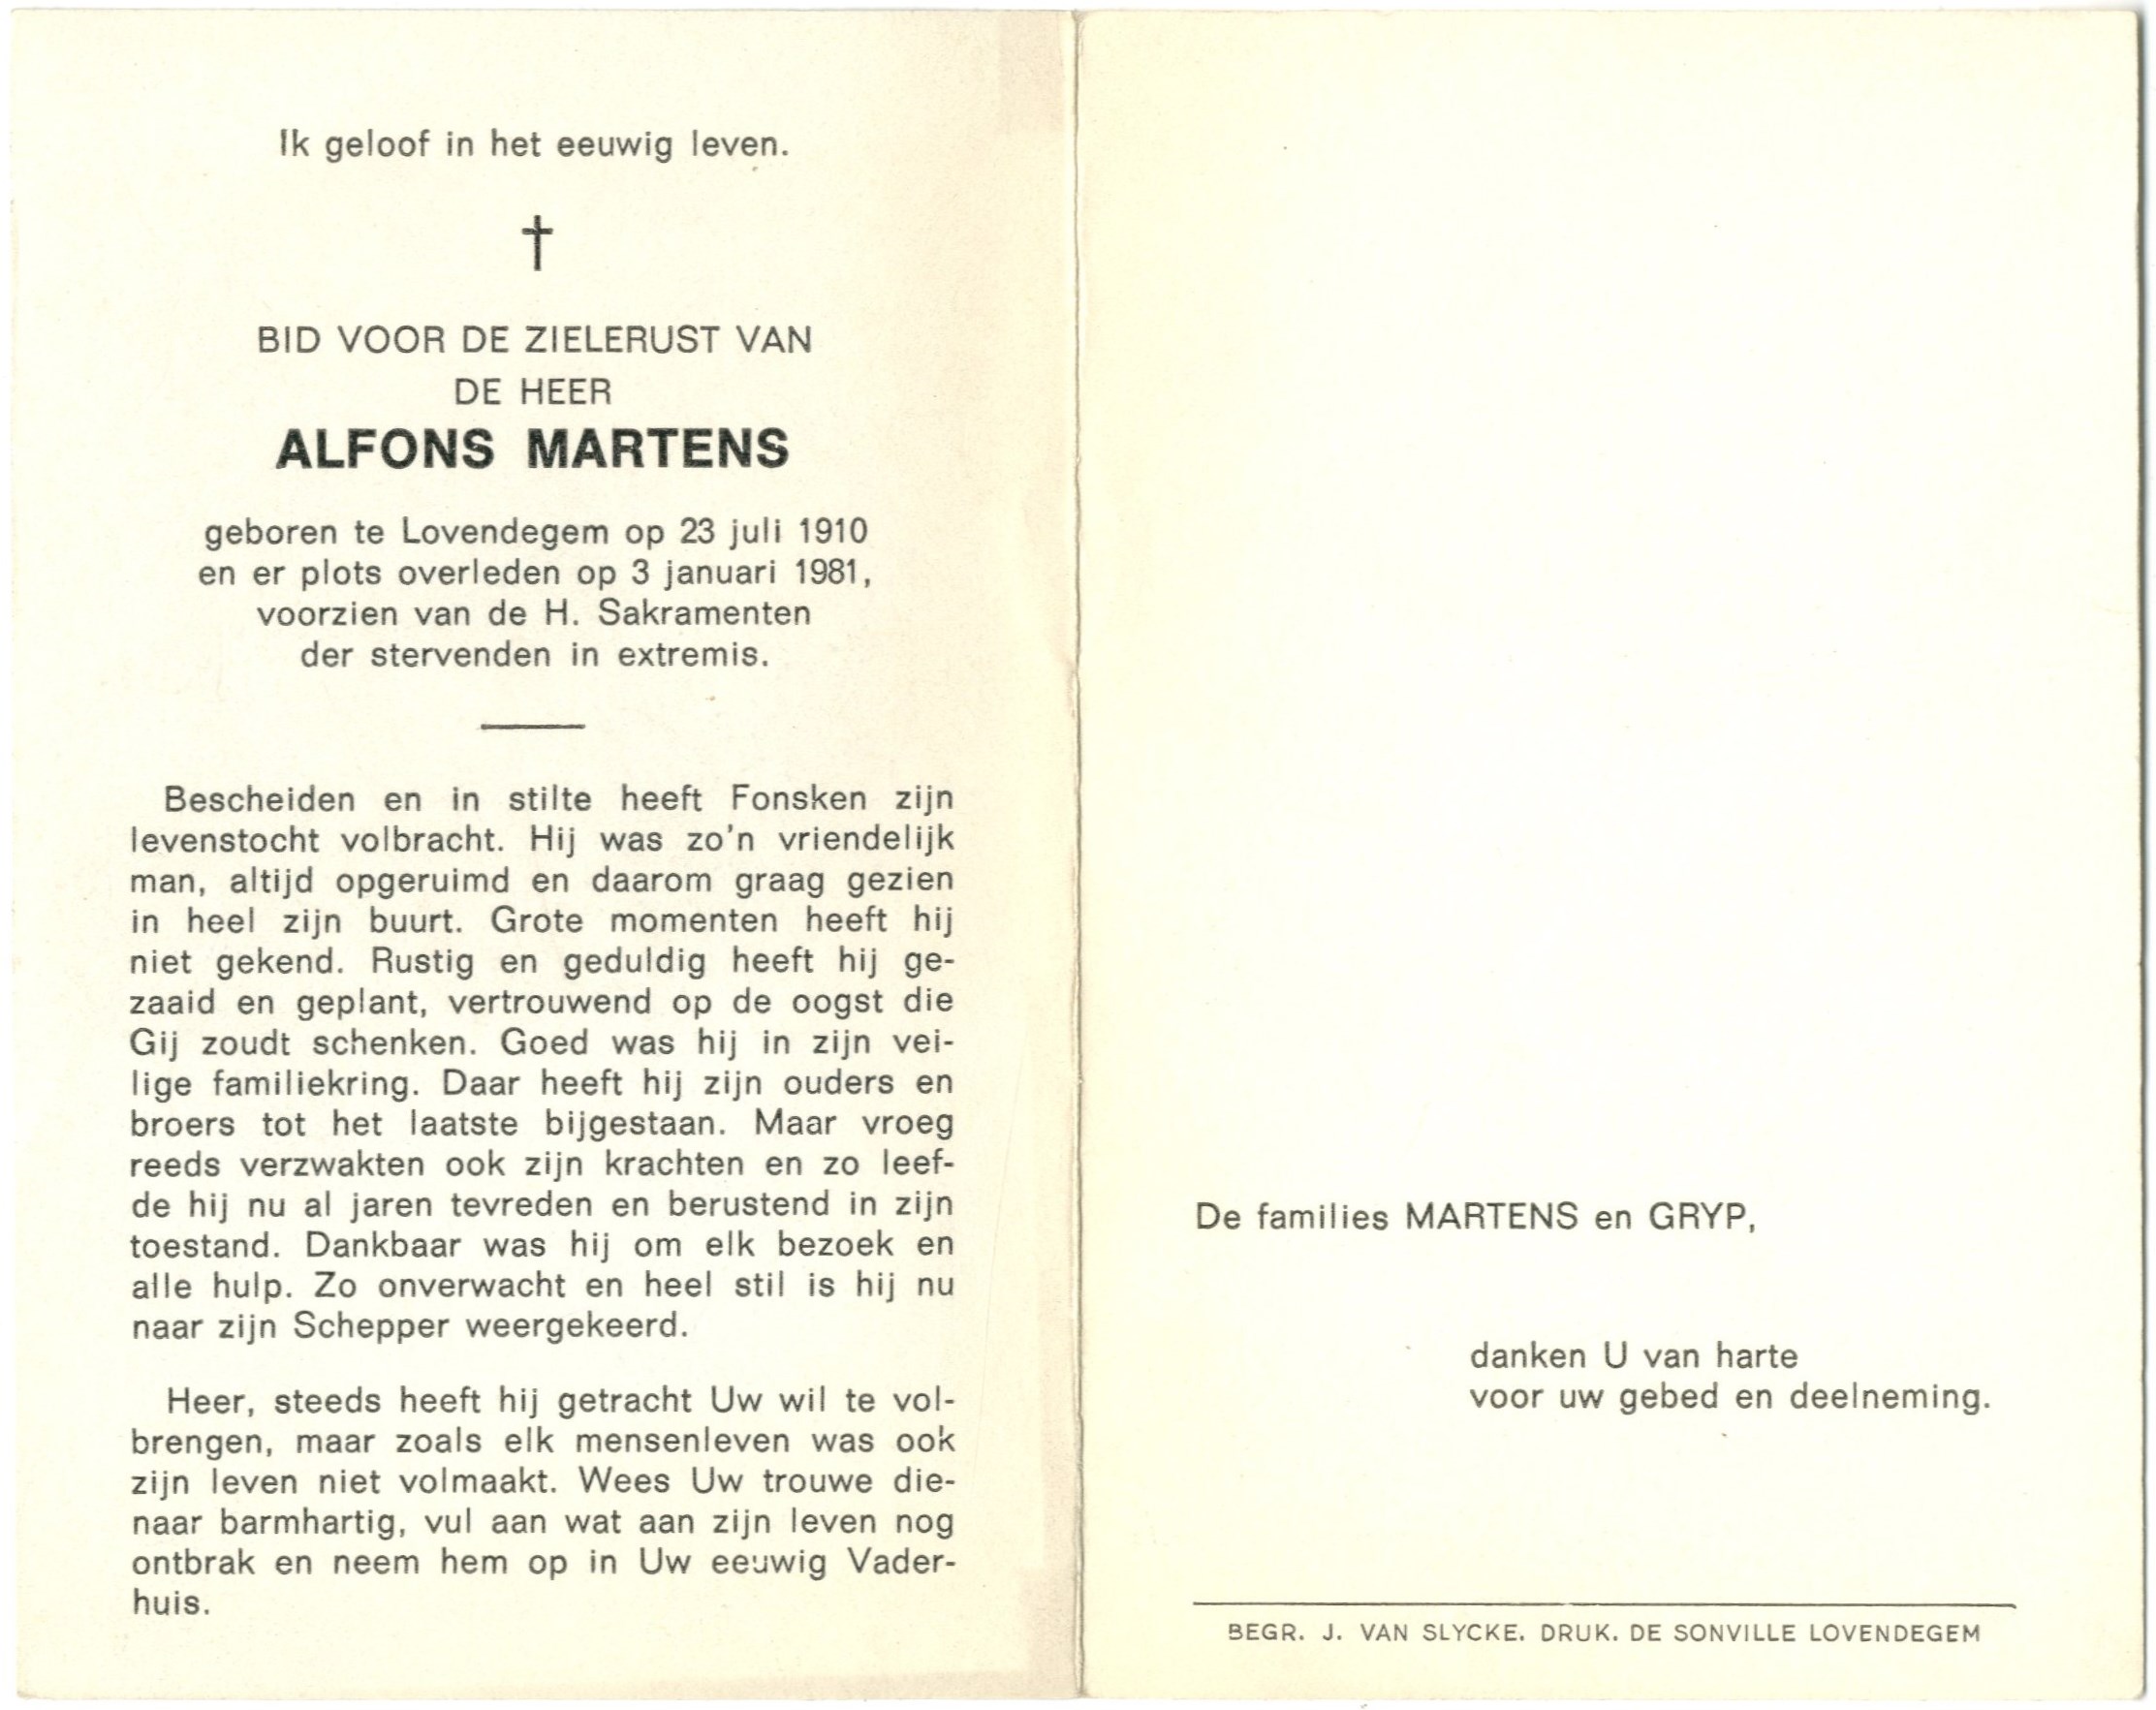 Ik geloof in het eeuwig leven.
BID VOOR DE ZIELERUST VAN
DE HEER
ALFONS MARTENS
geboren te Lovendegem op 23 juli 1910
en er plots overleden op 3 januari 1981,
voorzien van de H. Sakramenten
der stervenden in extremis.
Bescheiden en in stilte heeft Fonsken zijn
levenstocht volbracht. Hij was zo'n vriendelijk
man, altijd opgeruimd en daarom graag gezien
in heel zijn buurt. Grote momenten heeft hij
niet gekend. Rustig en geduldig heeft hij ge-
zaaid en geplant, vertrouwend op de oogst die
Gij zoudt schenken. Goed was hij in zijn vei-
lige familiekring. Daar heeft hij zijn ouders en
broers tot het laatste bijgestaan. Maar vroeg
reeds verzwakten ook zijn krachten en zo leef-
de hij nu al jaren tevreden en berustend in zijn
toestand. Dankbaar was hij om elk bezoek en
alle hulp. Zo onverwacht en heel stil is hij nu
naar zijn Schepper weergekeerd.
Heer, steeds heeft hij getracht Uw wil te vol-
brengen, maar zoals elk mensenleven was ook
zijn leven niet volmaakt. Wees Uw trouwe die-
naar barmhartig, vul aan wat aan zijn leven nog
ontbrak en neem hem op in Uw eeuwig Vader-
huis.
De families MARTENS en GRYP,
danken U van harte
voor uw gebed en deelneming.
BEGR. J. VAN SLYCKE. DRUK. DE SONVILLE LOVENDEGEM